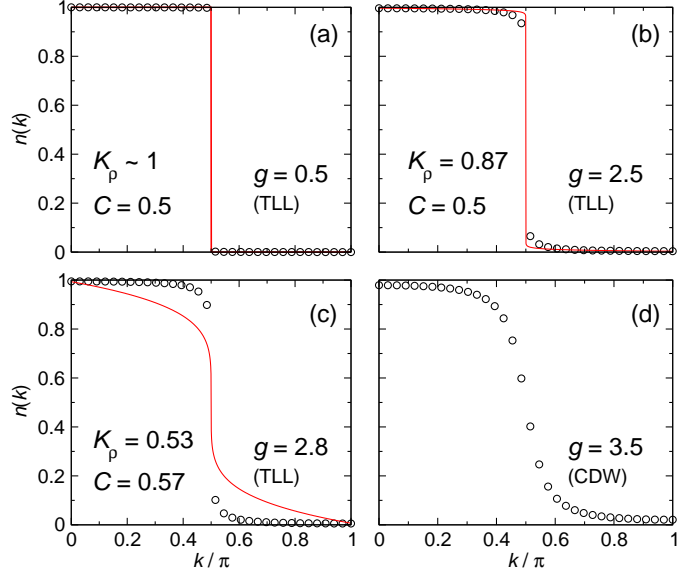 1
0.8
0.6
0.4
0.2
0
n(k)
(a)
K_ρ ~ 1
C = 0.5
g = 0.5
(TLL)
(b)
K_ρ = 0.87
C = 0.5
g = 2.5
(TLL)
1
0.8
0.6
0.4
0.2
0
n(k)
(c)
K_ρ = 0.53
C = 0.57
g = 2.8
(TLL)
(d)
g = 3.5
(CDW)
0 0.2 0.4 0.6 0.8 1
k / π
0 0.2 0.4 0.6 0.8 1
k / π